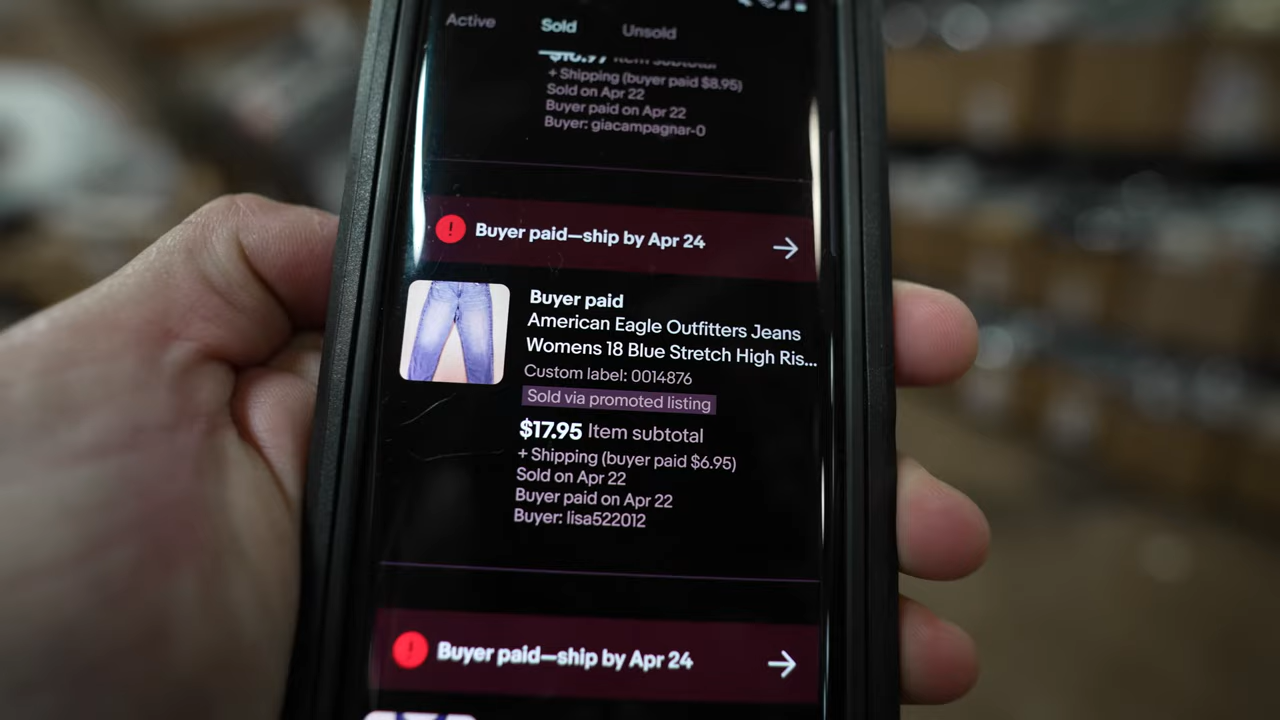 Active Sold Unsold
Item subtotal
+ Shipping (buyer paid $8.95)
Sold on Apr 22
Buyer paid on Apr 22
Buyer: giacampagnar-0
Buyer paid—ship by Apr 24
Buyer paid
American Eagle Outfitters Jeans
Womens 18 Blue Stretch High Ris...
Custom label: 0014876
Sold via promoted listing
$17.95 Item subtotal
+ Shipping (buyer paid $6.95)
Sold on Apr 22
Buyer paid on Apr 22
Buyer: lisa522012
Buyer paid—ship by Apr 24